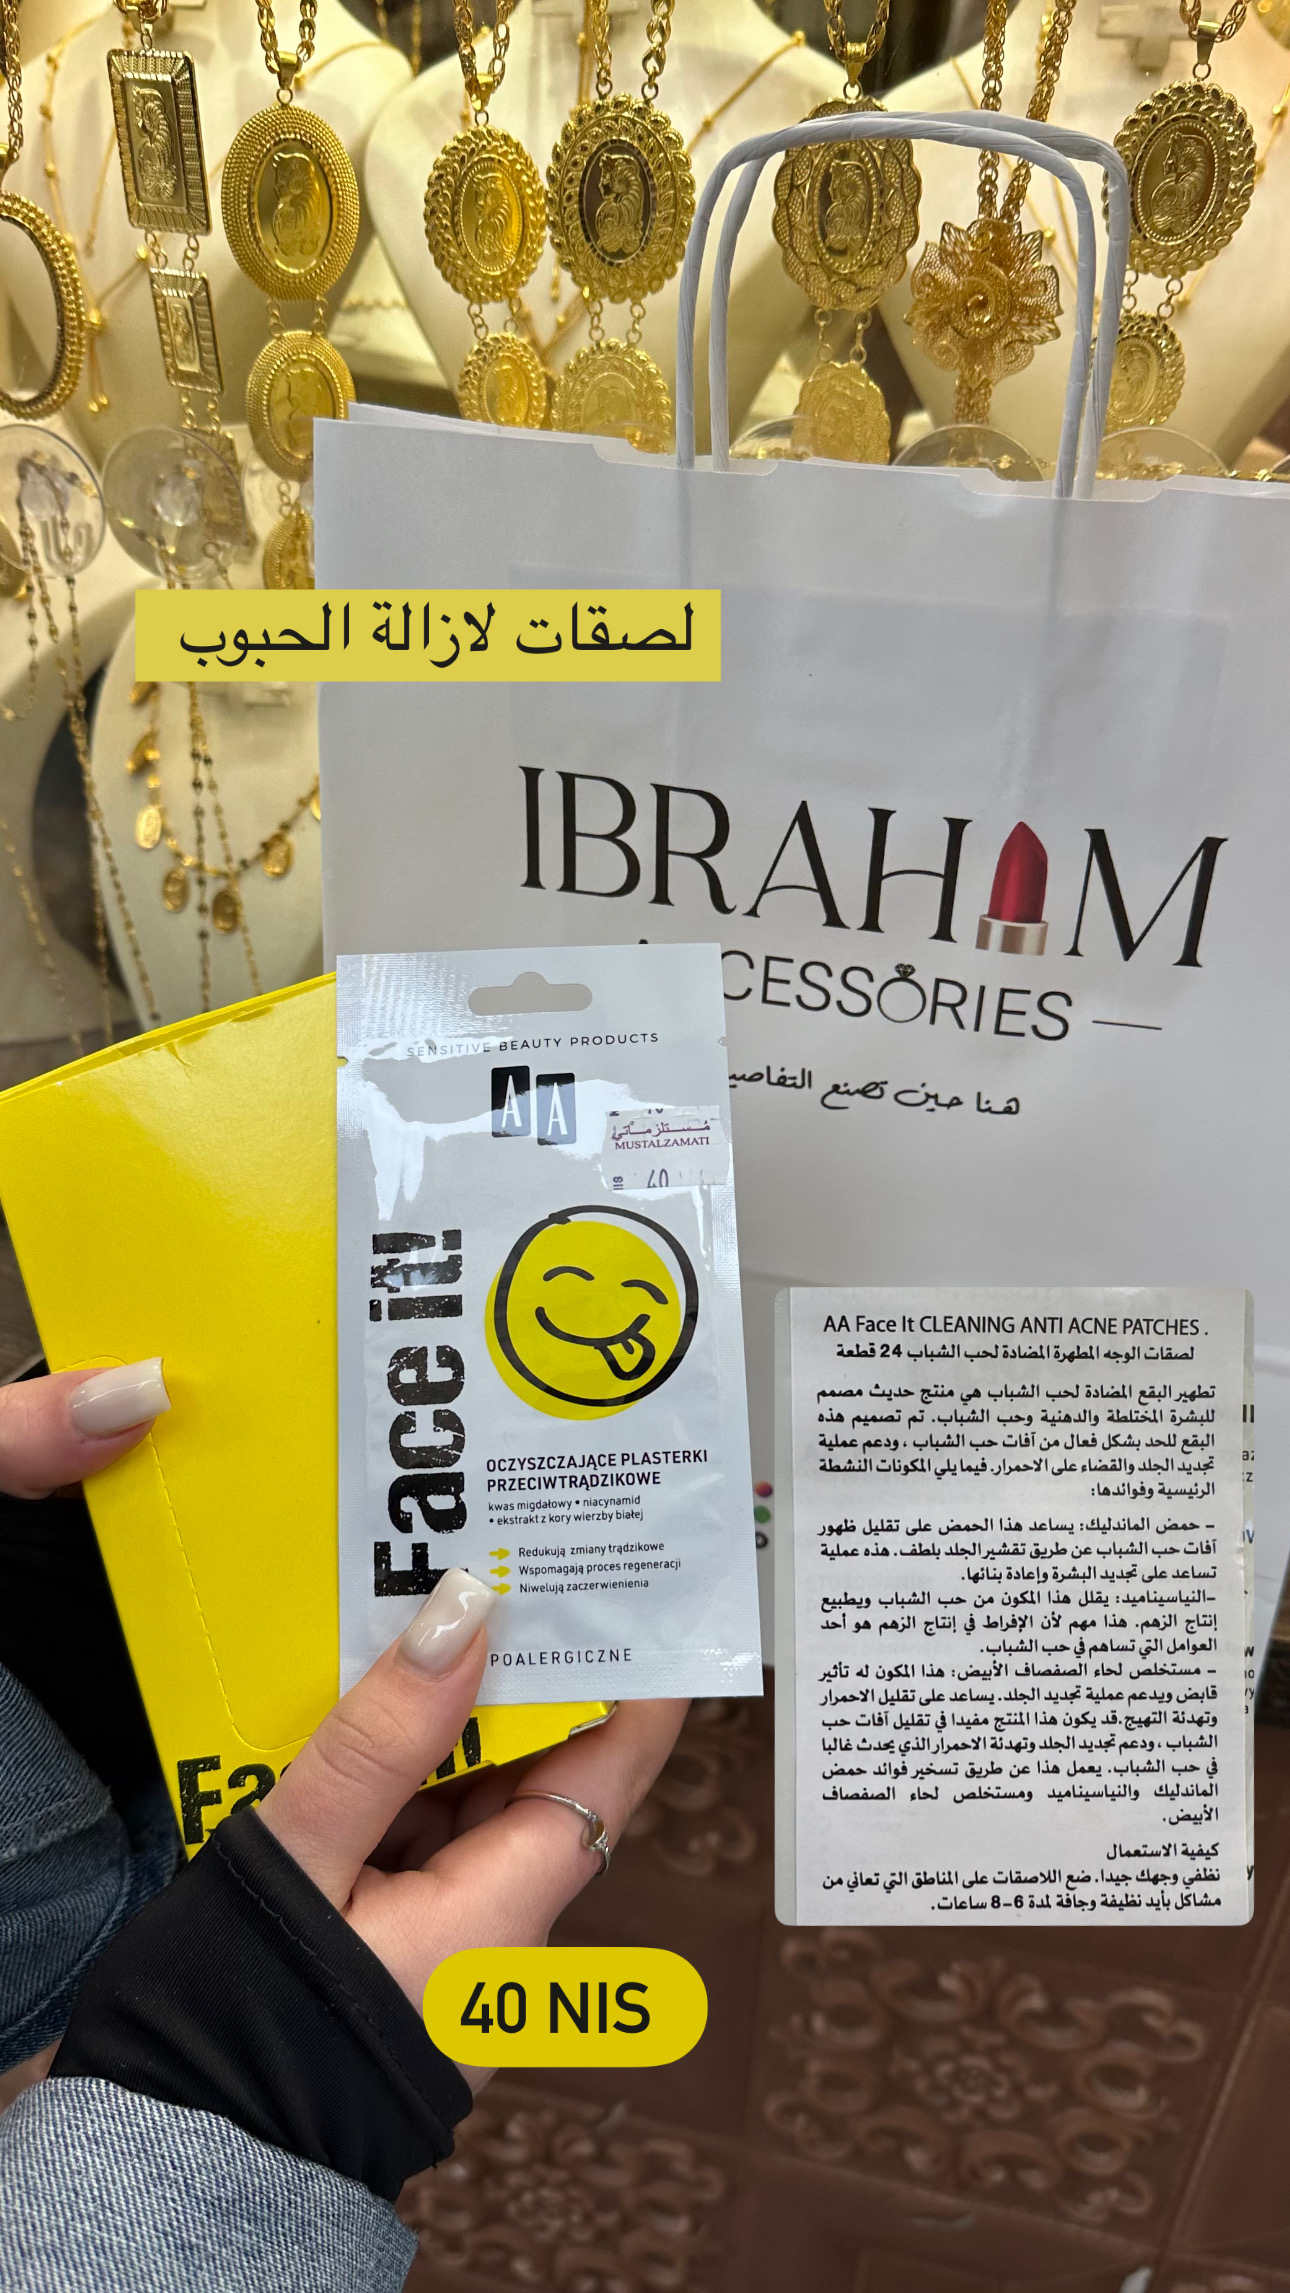 لصقات لازالة الحبوب
IBRAHIM
CCESSORIES
هنا حين تصنع
SENSITIVE BEAUTY PRODUCTS
AA
مُستلزماتي
MUSTALZAMATI
NIS 40
Face it!
OCZYSZCZAJĄCE PLASTERKI
PRZECIWTRĄDZIKOWE
kwas migdałowy • niacynamid
• ekstrakt z kory wierzby białej
Redukują zmiany trądzikowe
Wspomagają proces regeneracji
Niwelują zaczerwienienia
POALERGICZNE
Fa
AA Face It CLEANING ANTI ACNE PATCHES .
لصقات الوجه المطهرة المضادة لحب الشباب 24 قطعة
تطهير البقع المضادة لحب الشباب هي منتج حديث مصمم
للبشرة المختلطة والدهنية وحب الشباب. تم تصميم هذه
البقع للحد بشكل فعال من آفات حب الشباب ، ودعم عملية
تجديد الجلد والقضاء على الاحمرار. فيما يلي المكونات النشطة
الرئيسية وفوائدها:
- حمض الماندليك: يساعد هذا الحمض على تقليل ظهور
آفات حب الشباب عن طريق تقشير الجلد بلطف. هذه عملية
تساعد على تجديد البشرة وإعادة بنائها.
-النياسيناميد: يقلل هذا المكون من حب الشباب ويطبيع
إنتاج الزهم. هذا مهم لأن الإفراط في إنتاج الزهم هو أحد
العوامل التي تساهم في حب الشباب.
- مستخلص لحاء الصفصاف الأبيض: هذا المكون له تأثير
قابض ويدعم عملية تجديد الجلد. يساعد على تقليل الاحمرار
وتهدئة التهيج.قد يكون هذا المنتج مفيدا في تقليل آفات حب
الشباب ، ودعم تجديد الجلد وتهدئة الاحمرار الذي يحدث غالبا
في حب الشباب. يعمل هذا عن طريق تسخير فوائد حمض
الماندليك والنياسيناميد ومستخلص لحاء الصفصاف
الأبيض.
كيفية الاستعمال
نظفي وجهك جيدا. ضع اللاصقات على المناطق التي تعاني من
مشاكل بأيد نظيفة وجافة لمدة 6-8 ساعات.
40 NIS